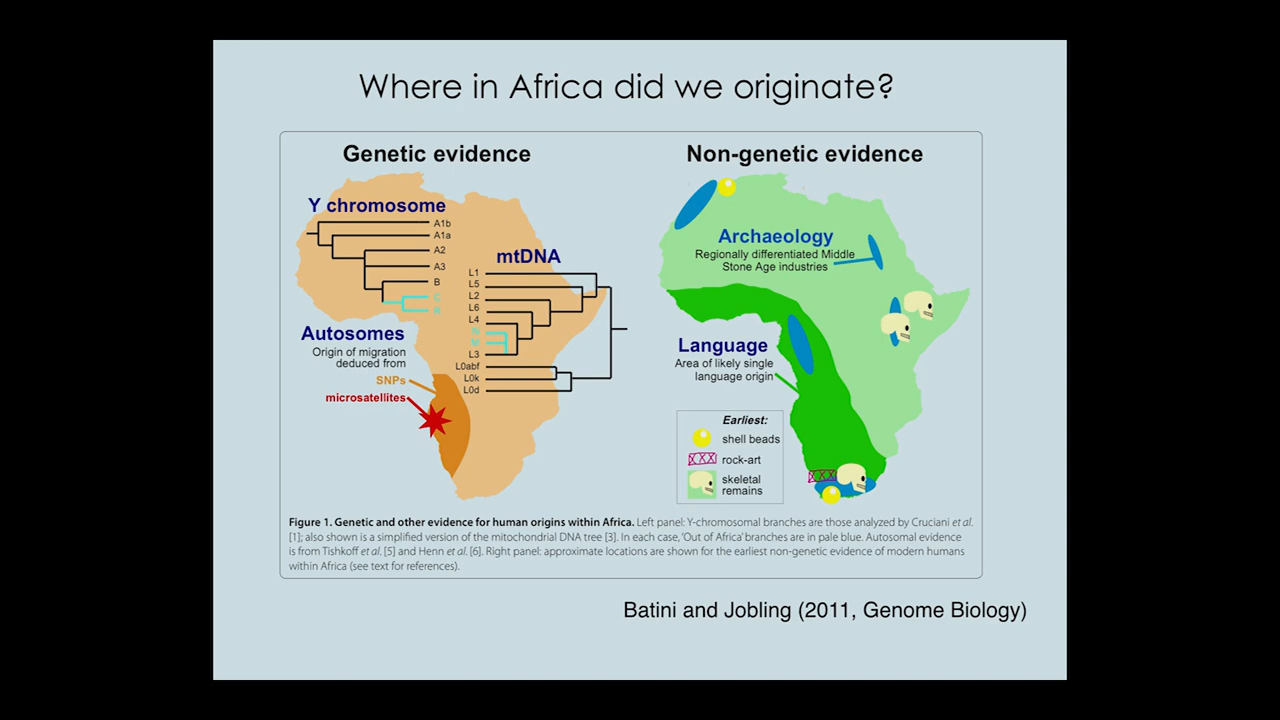 Where in Africa did we originate?
Genetic evidence
Non-genetic evidence
Y chromosome
A1b
A1a
A2
A3
B
C
R
mtDNA
L1
L5
L2
L6
L4
N
M
L3
L0abf
L0k
L0d
Autosomes
Origin of migration
deduced from
SNPs
microsatellites
Archaeology
Regionally differentiated Middle
Stone Age industries
Language
Area of likely single
language origin
Earliest:
shell beads
rock-art
skeletal
remains
Figure 1. Genetic and other evidence for human origins within Africa. Left panel: Y-chromosomal branches are those analyzed by Cruciani et al.
[1]; also shown is a simplified version of the mitochondrial DNA tree [3]. In each case, 'Out of Africa' branches are in pale blue. Autosomal evidence
is from Tishkoff et al. [5] and Henn et al. [6]. Right panel: approximate locations are shown for the earliest non-genetic evidence of modern humans
within Africa (see text for references).
Batini and Jobling (2011, Genome Biology)